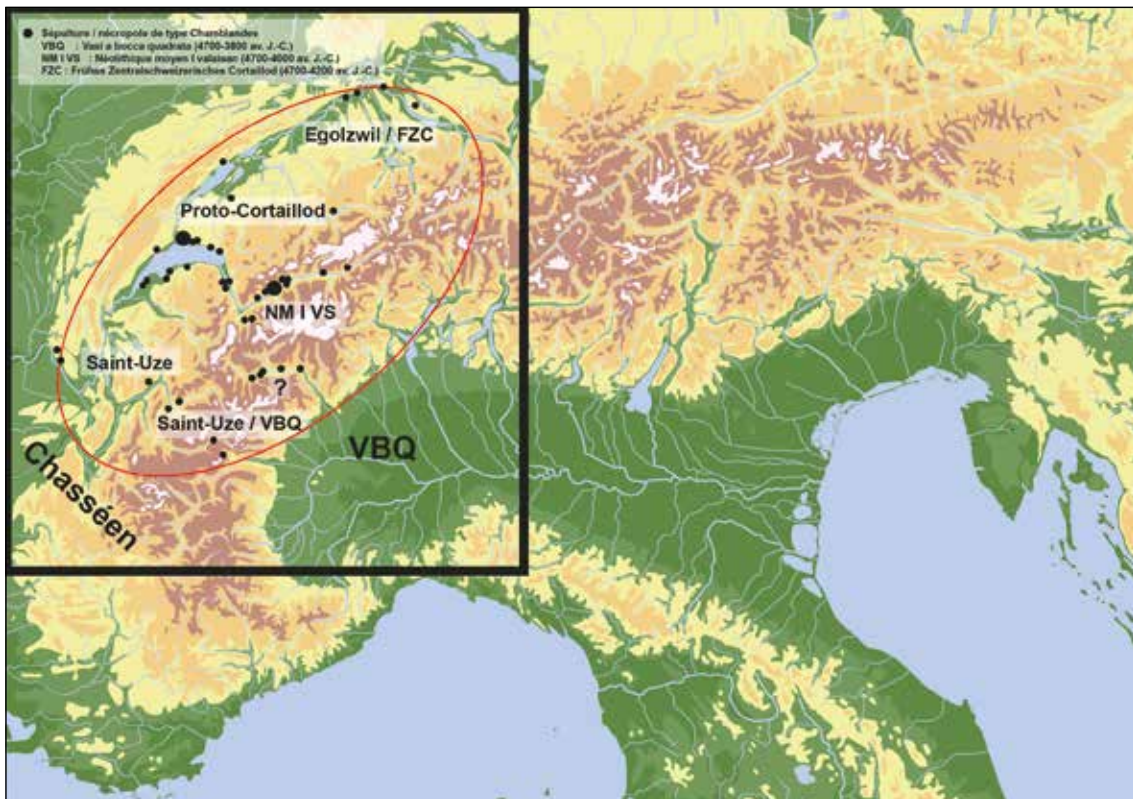 Sépulture / nécropole de type Chamblandes
VBQ : Vasi a bocca quadrata (4700-3800 av. J.-C.)
NM I VS : Néolithique moyen I valaisan (4700-4000 av. J.-C.)
FZC : Frühes Zentralschweizerisches Cortaillod (4700-4200 av. J.-C.)
Egolzwil / FZC
Proto-Cortaillod
NM I VS
Saint-Uze
?
Saint-Uze / VBQ
VBQ
Chasséen